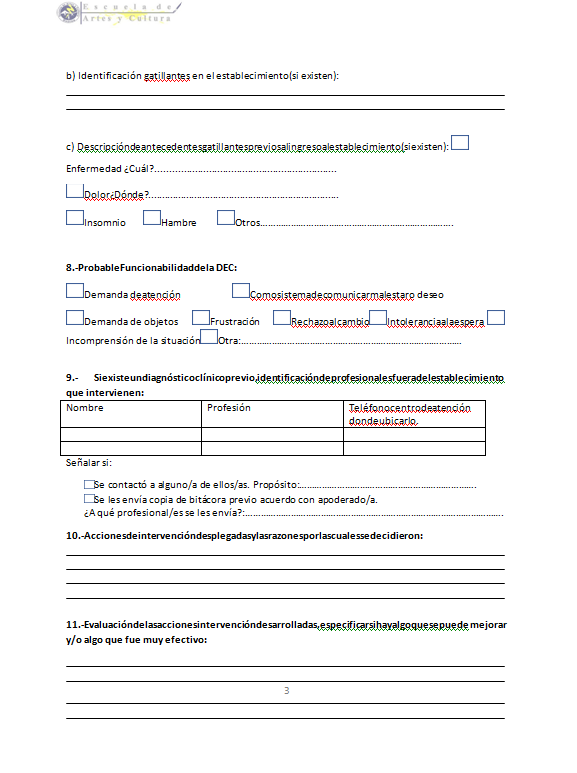 Escuela de
Artes y Cultura
b) Identificación gatillantes en el establecimiento(si existen):
c) Descripcióndeantecedentesgatillantespreviosalingresoalestablecimiento(siexisten):
Enfermedad ¿Cuál?.................................................................
Dolor¿Dónde?....................................................................
Insomnio Hambre Otros......................................................................
8.-ProbableFuncionabilidaddela DEC:
Demanda deatención Comosistemadecomunicarmalestaro deseo
Demanda de objetos Frustración Rechazoalcambio Intoleranciaalaespera
Incomprensión de la situación Otra:................................................................................
9.- Siexisteundiagnósticoclínicoprevio,identificacióndeprofesionalesfueradelestablecimiento
que intervienen:
Nombre Profesión Teléfonocentrodeatención
dondeubicarlo.
Señalar si:
Se contactó a alguno/a de ellos/as. Propósito:................................................................
Se les envía copia de bitácora previo acuerdo con apoderado/a.
¿A qué profesional/es se les envía?:...............................................................................................
10.-Accionesdeintervencióndesplegadasylasrazonesporlascualessedecidieron:
11.-Evaluacióndelasaccionesintervencióndesarrolladas,especificarsihayalgoquesepuede mejorar
y/o algo que fue muy efectivo:
3